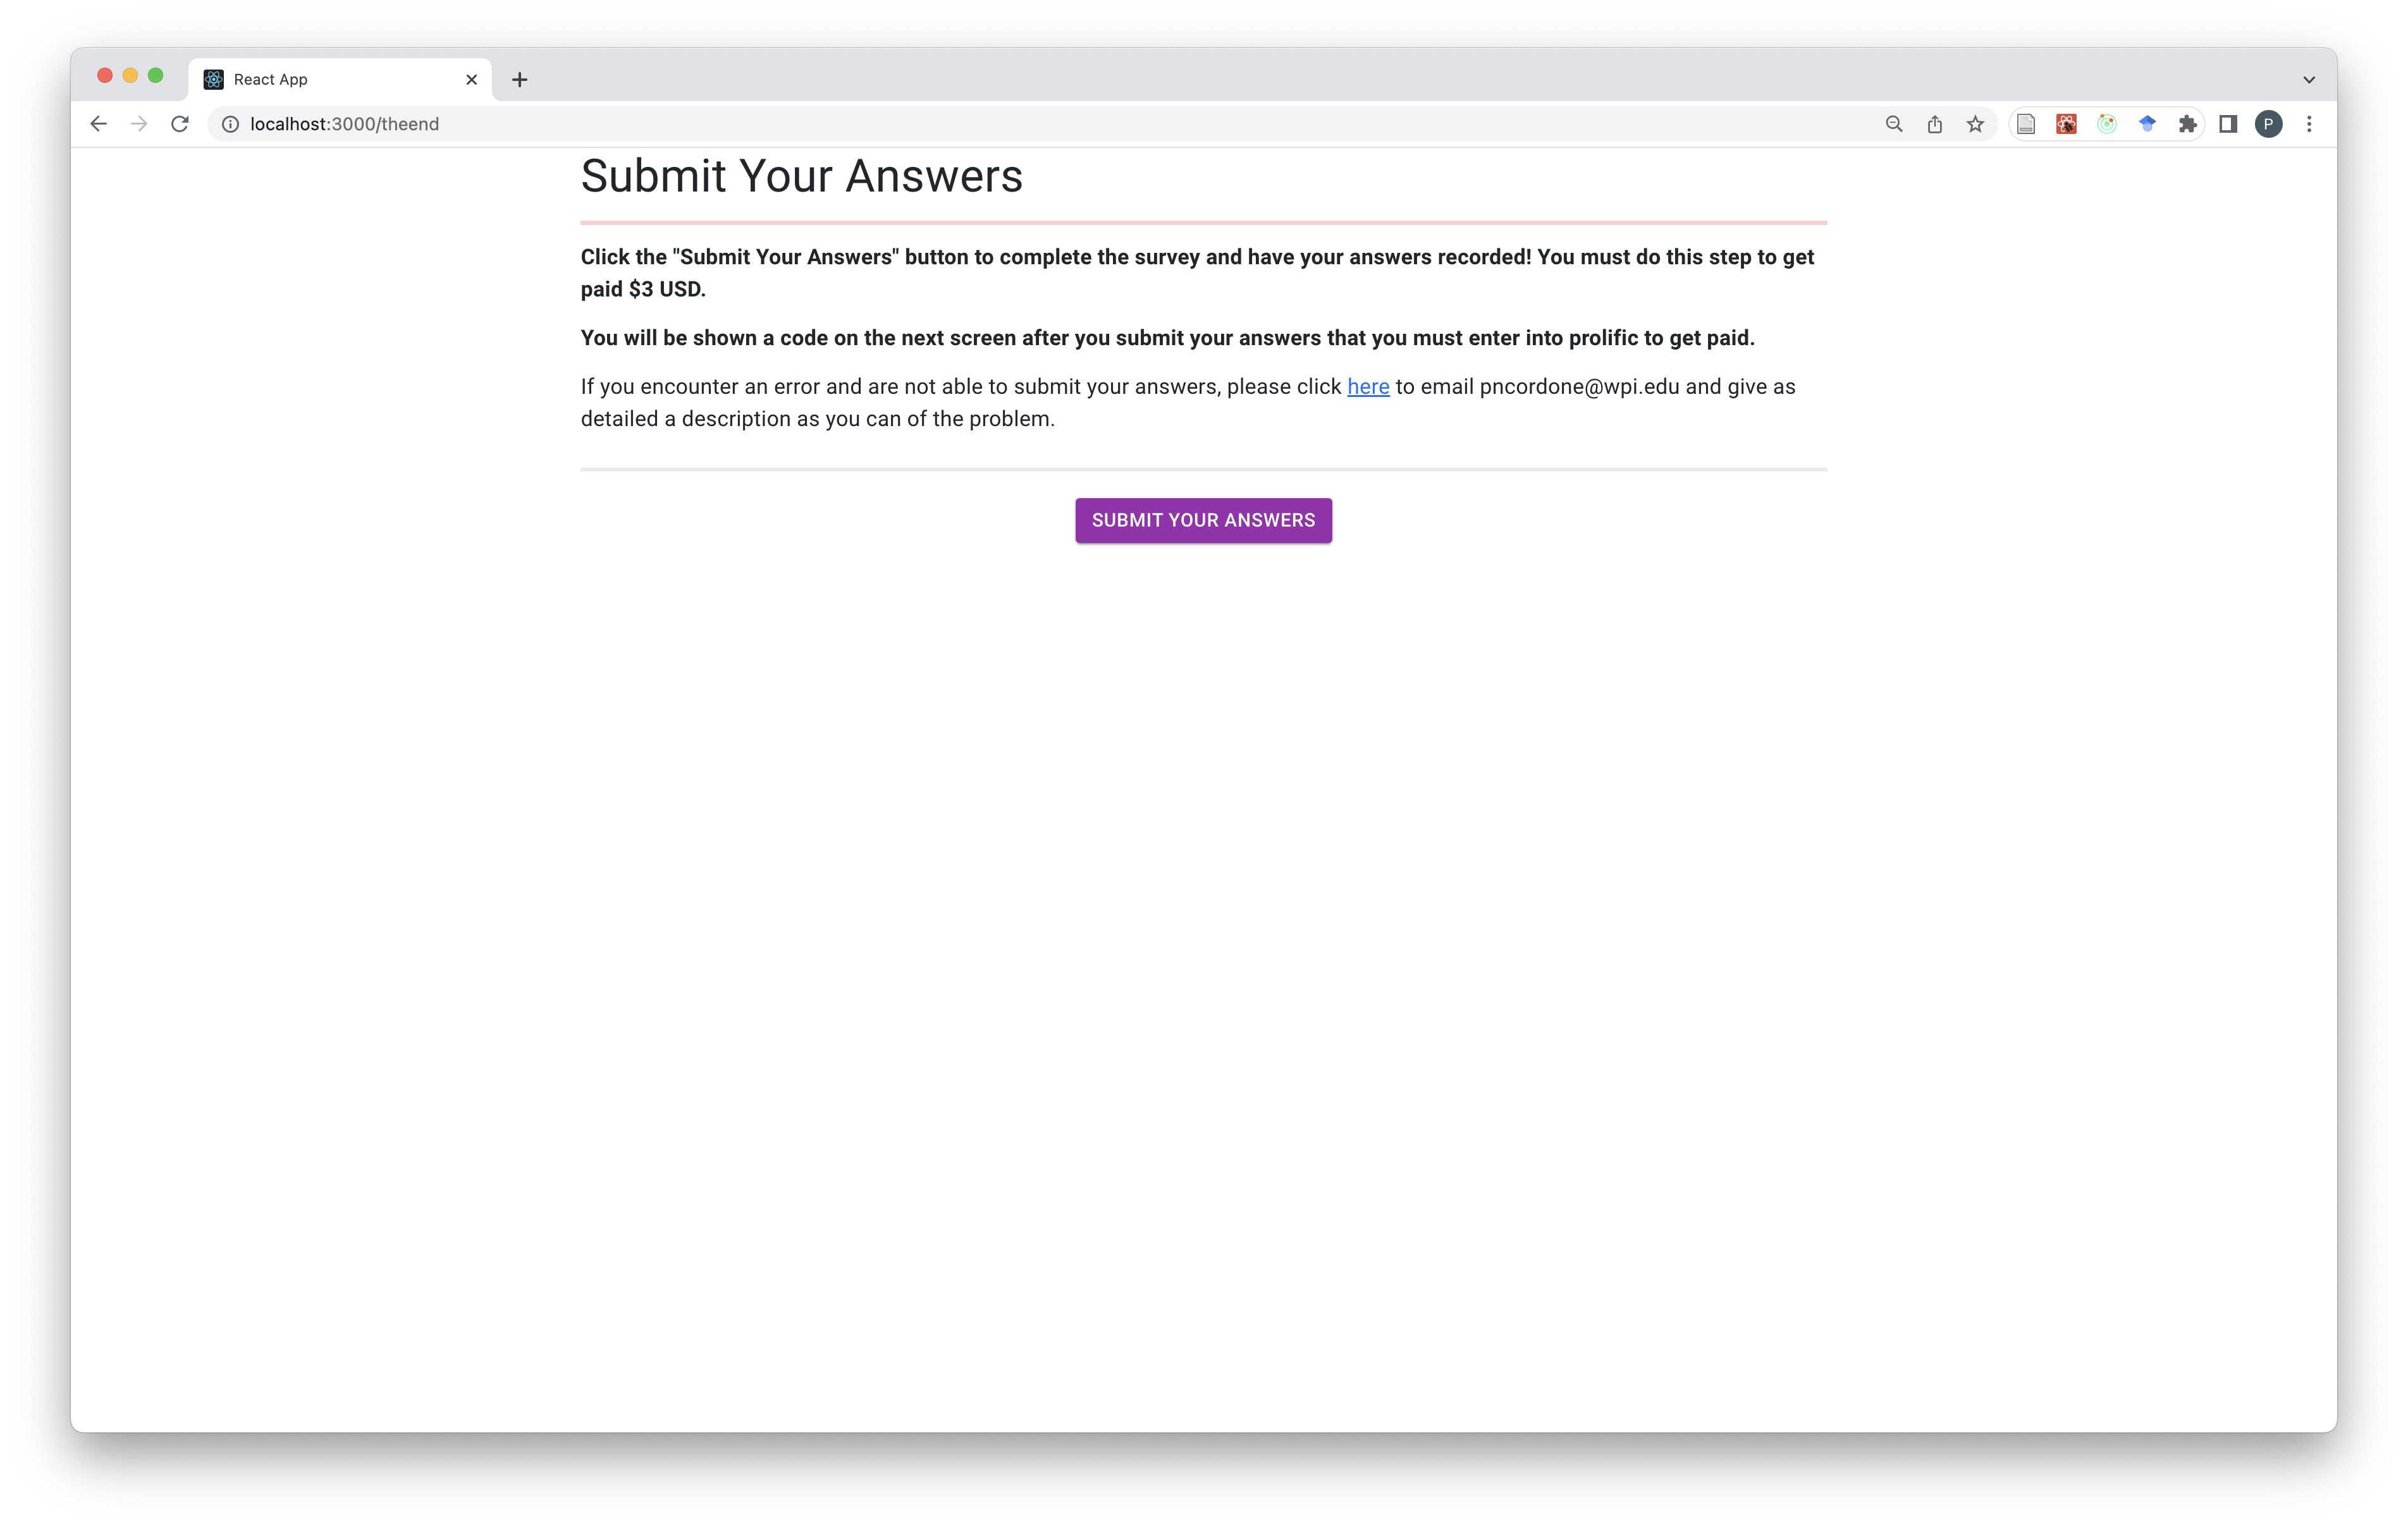 React App
localhost:3000/theend
P
Submit Your Answers
Click the "Submit Your Answers" button to complete the survey and have your answers recorded! You must do this step to get
paid $3 USD.
You will be shown a code on the next screen after you submit your answers that you must enter into prolific to get paid.
If you encounter an error and are not able to submit your answers, please click here to email pncordone@wpi.edu and give as
detailed a description as you can of the problem.
SUBMIT YOUR ANSWERS